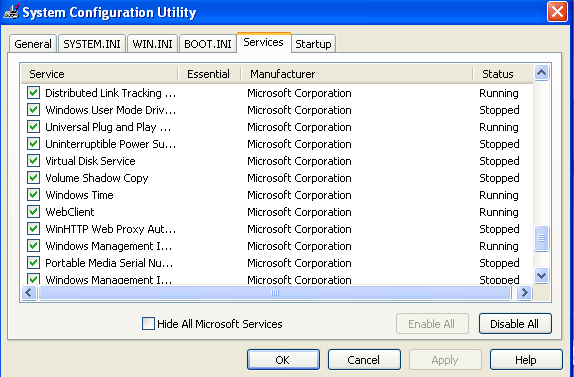 System Configuration Utility
General SYSTEM.INI WIN.INI BOOT.INI Services Startup
Service Essential Manufacturer Status
Distributed Link Tracking ... Microsoft Corporation Running
Windows User Mode Driv... Microsoft Corporation Stopped
Universal Plug and Play ... Microsoft Corporation Running
Uninterruptible Power Su... Microsoft Corporation Stopped
Virtual Disk Service Microsoft Corporation Stopped
Volume Shadow Copy Microsoft Corporation Stopped
Windows Time Microsoft Corporation Running
WebClient Microsoft Corporation Running
WinHTTP Web Proxy Aut... Microsoft Corporation Stopped
Windows Management I... Microsoft Corporation Running
Portable Media Serial Nu... Microsoft Corporation Stopped
Windows Management I... Microsoft Corporation Stopped
Hide All Microsoft Services Enable All Disable All
OK Cancel Apply Help